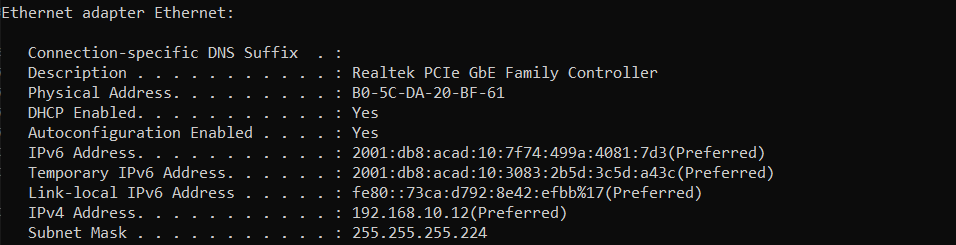 Ethernet adapter Ethernet:
Connection-specific DNS Suffix  . :
Description . . . . . . . . . . . : Realtek PCIe GbE Family Controller
Physical Address. . . . . . . . . : B0-5C-DA-20-BF-61
DHCP Enabled. . . . . . . . . . . : Yes
Autoconfiguration Enabled . . . . : Yes
IPv6 Address. . . . . . . . . . . : 2001:db8:acad:10:7f74:499a:4081:7d3(Preferred)
Temporary IPv6 Address. . . . . . : 2001:db8:acad:10:3083:2b5d:3c5d:a43c(Preferred)
Link-local IPv6 Address . . . . . : fe80::73ca:d792:8e42:efbb%17(Preferred)
IPv4 Address. . . . . . . . . . . : 192.168.10.12(Preferred)
Subnet Mask . . . . . . . . . . . : 255.255.255.224